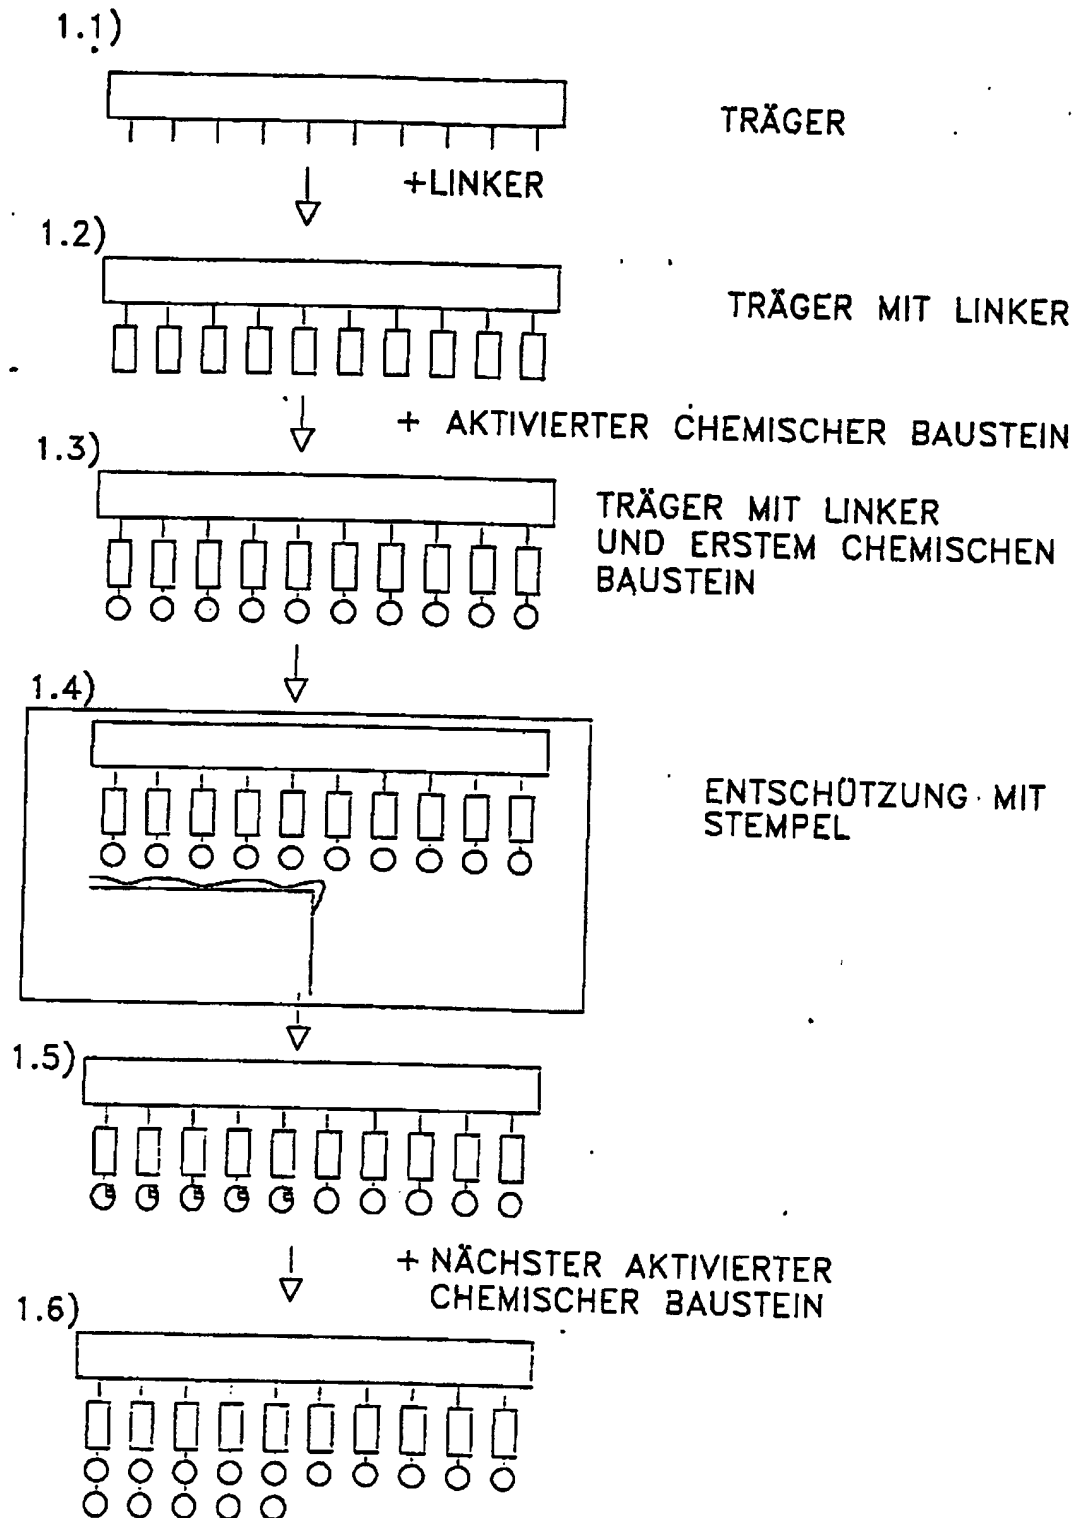 1.1)
TRÄGER
+LINKER
1.2)
TRÄGER MIT LINKER
+ AKTIVIERTER CHEMISCHER BAUSTEIN
1.3)
TRÄGER MIT LINKER
UND ERSTEM CHEMISCHEN
BAUSTEIN
1.4)
ENTSCHÜTZUNG MIT
STEMPEL
1.5)
+ NÄCHSTER AKTIVIERTER
CHEMISCHER BAUSTEIN
1.6)